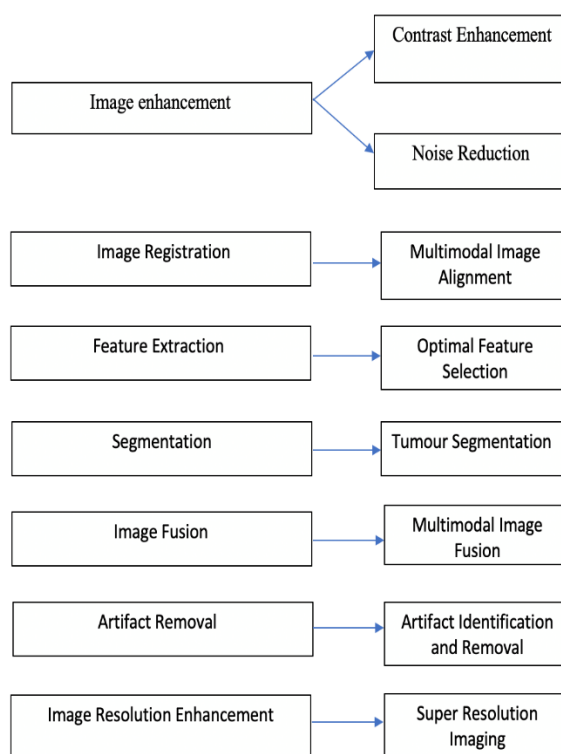 Contrast Enhancement
Image enhancement
Noise Reduction
Image Registration
Multimodal Image
Alignment
Feature Extraction
Optimal Feature
Selection
Segmentation
Tumour Segmentation
Image Fusion
Multimodal Image
Fusion
Artifact Removal
Artifact Identification
and Removal
Image Resolution Enhancement
Super Resolution
Imaging